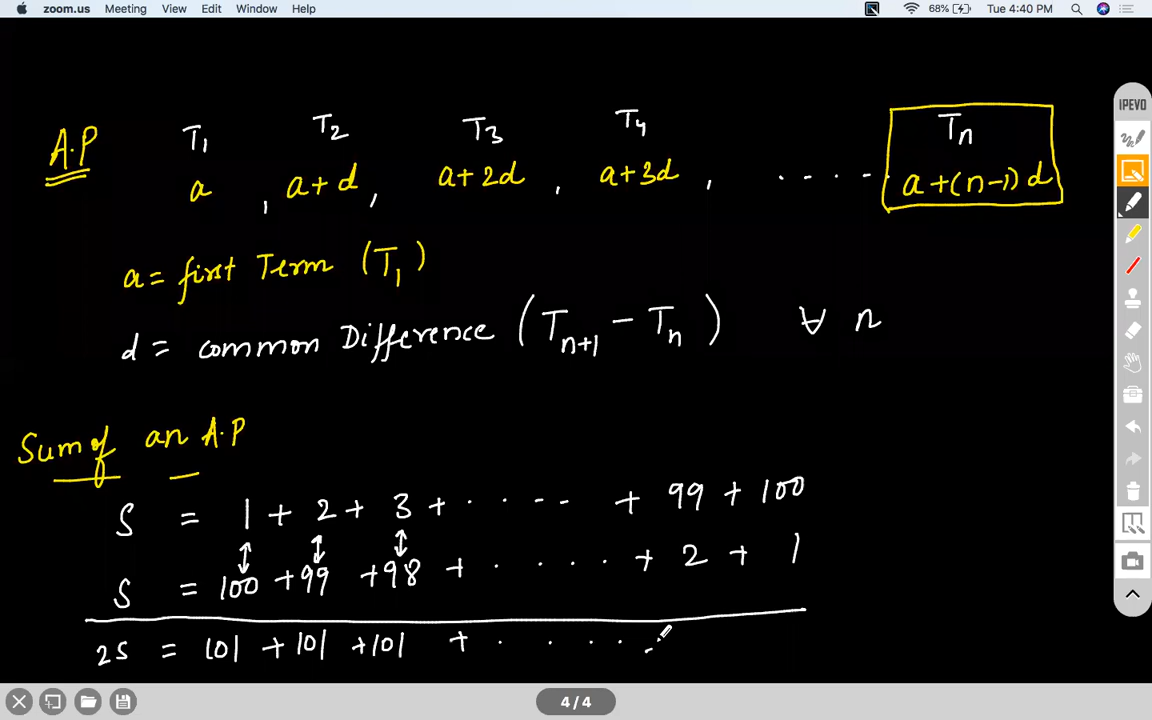 zoom.us Meeting View Edit Window Help 68% Tue 4:40 PM
IPEVO
T₁ T₂ T₃ T₄ Tₙ
A.P a , a+d , a+2d , a+3d , ..... a+(n-1)d
a = first Term (T₁)
d = common Difference (Tₙ₊₁ - Tₙ) ∀ n
Sum of an A.P
S = 1 + 2 + 3 + ..... + 99 + 100
S = 100 + 99 + 98 + ..... + 2 + 1
2S = 101 + 101 + 101 + ....
4/4